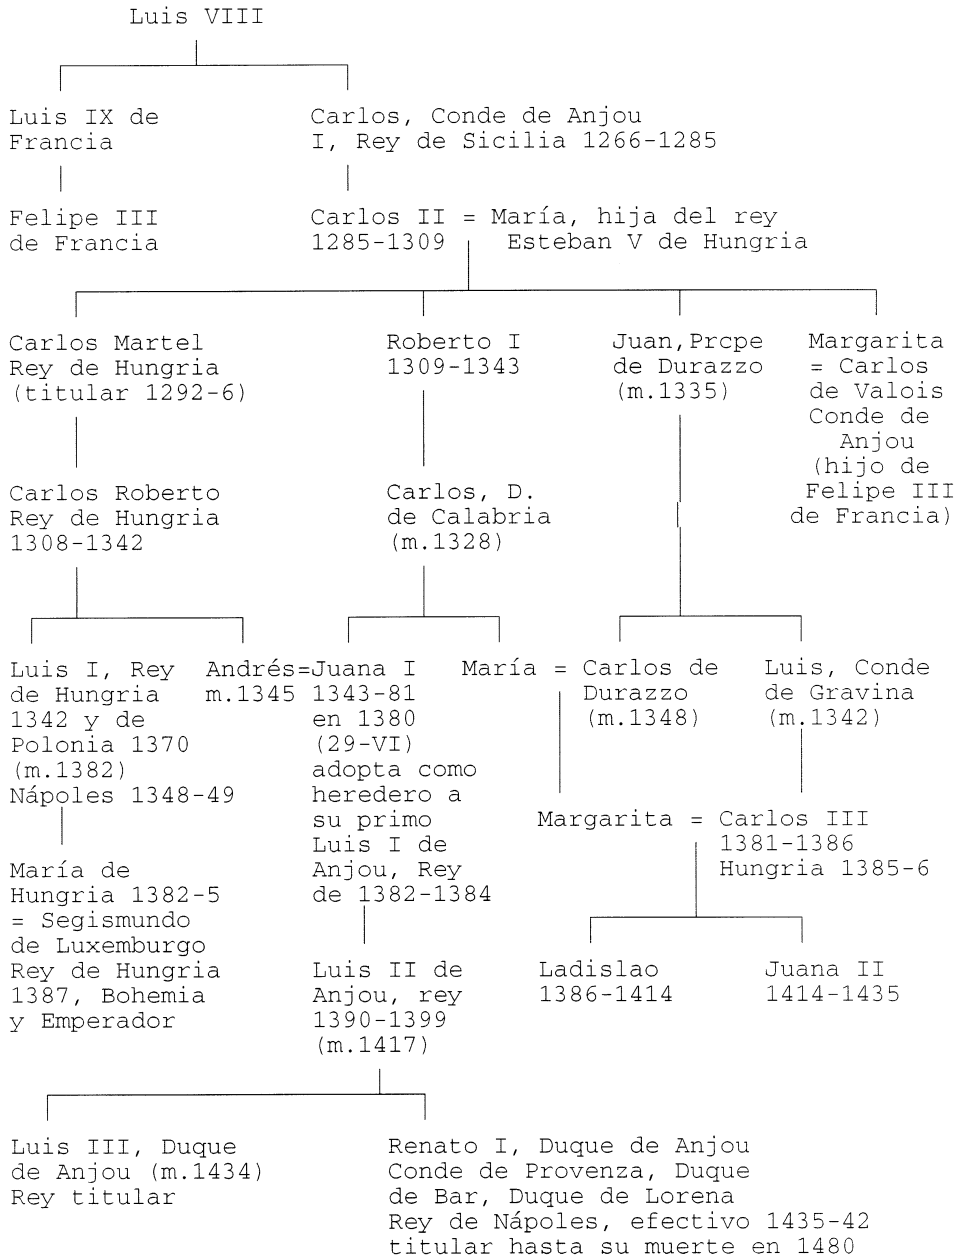 Luis VIII
Luis IX de
Francia
Carlos, Conde de Anjou
I, Rey de Sicilia 1266-1285
Felipe III
de Francia
Carlos II = María, hija del rey
1285-1309 Esteban V de Hungria
Carlos Martel
Rey de Hungria
(titular 1292-6)
Roberto I
1309-1343
Juan,Prcpe
de Durazzo
(m.1335)
Margarita
= Carlos
de Valois
Conde de
Anjou
(hijo de
Felipe III
de Francia)
Carlos Roberto
Rey de Hungria
1308-1342
Carlos, D.
de Calabria
(m.1328)
Luis I, Rey
de Hungria
1342 y de
Polonia 1370
(m.1382)
Nápoles 1348-49
Andrés=Juana I
m.1345 1343-81
en 1380
(29-VI)
adopta como
heredero a
su primo
Luis I de
Anjou, Rey
de 1382-1384
María = Carlos de
Durazzo
(m.1348)
Luis, Conde
de Gravina
(m.1342)
Margarita = Carlos III
1381-1386
Hungria 1385-6
María de
Hungria 1382-5
= Segismundo
de Luxemburgo
Rey de Hungria
1387, Bohemia
y Emperador
Luis II de
Anjou, rey
1390-1399
(m.1417)
Ladislao
1386-1414
Juana II
1414-1435
Luis III, Duque
de Anjou (m.1434)
Rey titular
Renato I, Duque de Anjou
Conde de Provenza, Duque
de Bar, Duque de Lorena
Rey de Nápoles, efectivo 1435-42
titular hasta su muerte en 1480